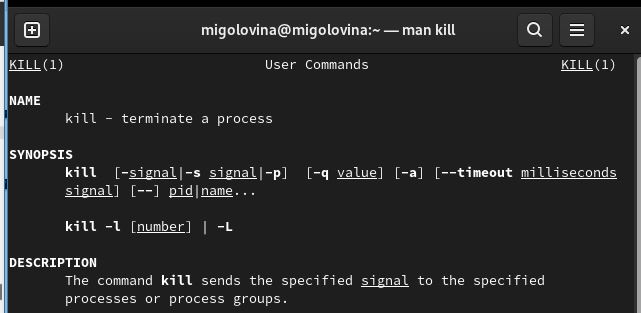 migolovina@migolovina:~ — man kill
KILL(1) User Commands KILL(1)
NAME
kill - terminate a process
SYNOPSIS
kill [-signal|-s signal|-p] [-q value] [-a] [--timeout milliseconds
signal] [--] pid|name...
kill -l [number] | -L
DESCRIPTION
The command kill sends the specified signal to the specified
processes or process groups.